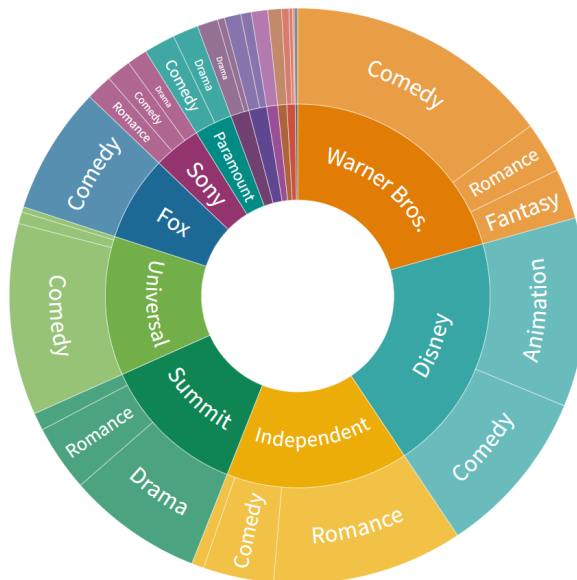 Comedy
Romance
Fantasy
Warner Bros.
Animation
Comedy
Disney
Romance
Comedy
Independent
Drama
Romance
Summit
Comedy
Universal
Comedy
Fox
Romance
Comedy
Drama
Sony
Comedy
Drama
Paramount
Drama